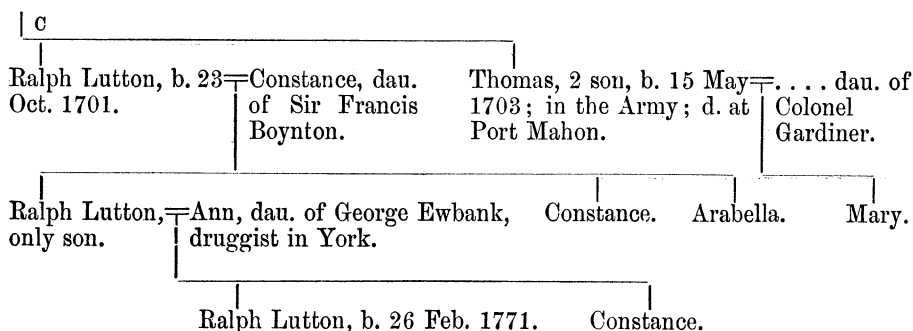 C
Ralph Lutton, b. 23=Constance, dau. Thomas, 2 son, b. 15 May=. . . . dau. of
Oct. 1701. of Sir Francis 1703; in the Army; d. at Colonel
Boynton. Port Mahon. Gardiner.
Ralph Lutton,=Ann, dau. of George Ewbank, Constance. Arabella. Mary.
only son. druggist in York.
Ralph Lutton, b. 26 Feb. 1771. Constance.